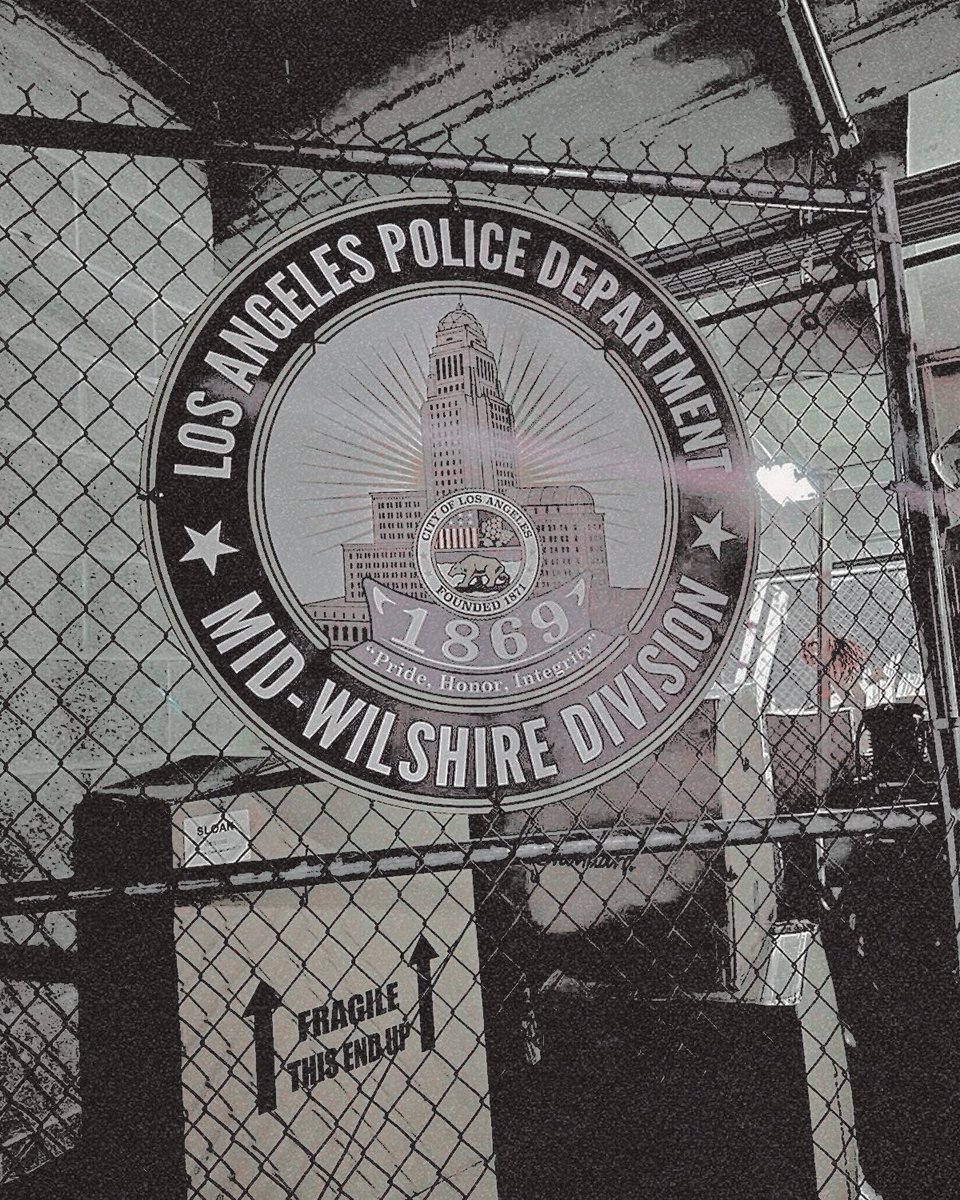 LOS ANGELES POLICE DEPARTMENT
CITY OF LOS ANGELES
FOUNDED 1871
1869
"Pride, Honor, Integrity"
MID-WILSHIRE DIVISION
SLOAN
FRAGILE
THIS END UP